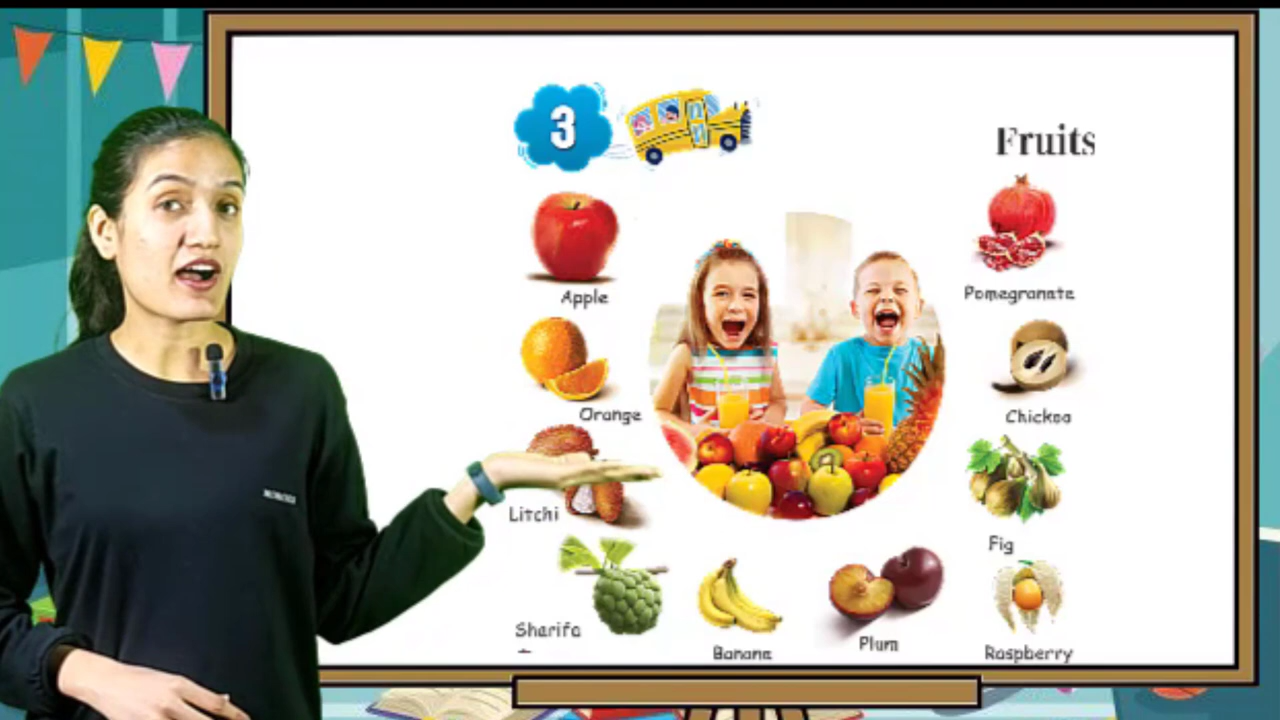 3
Fruits
Apple
Pomegranate
Orange
Chickoo
Litchi
Fig
Sharifa
Banana
Plum
Raspberry